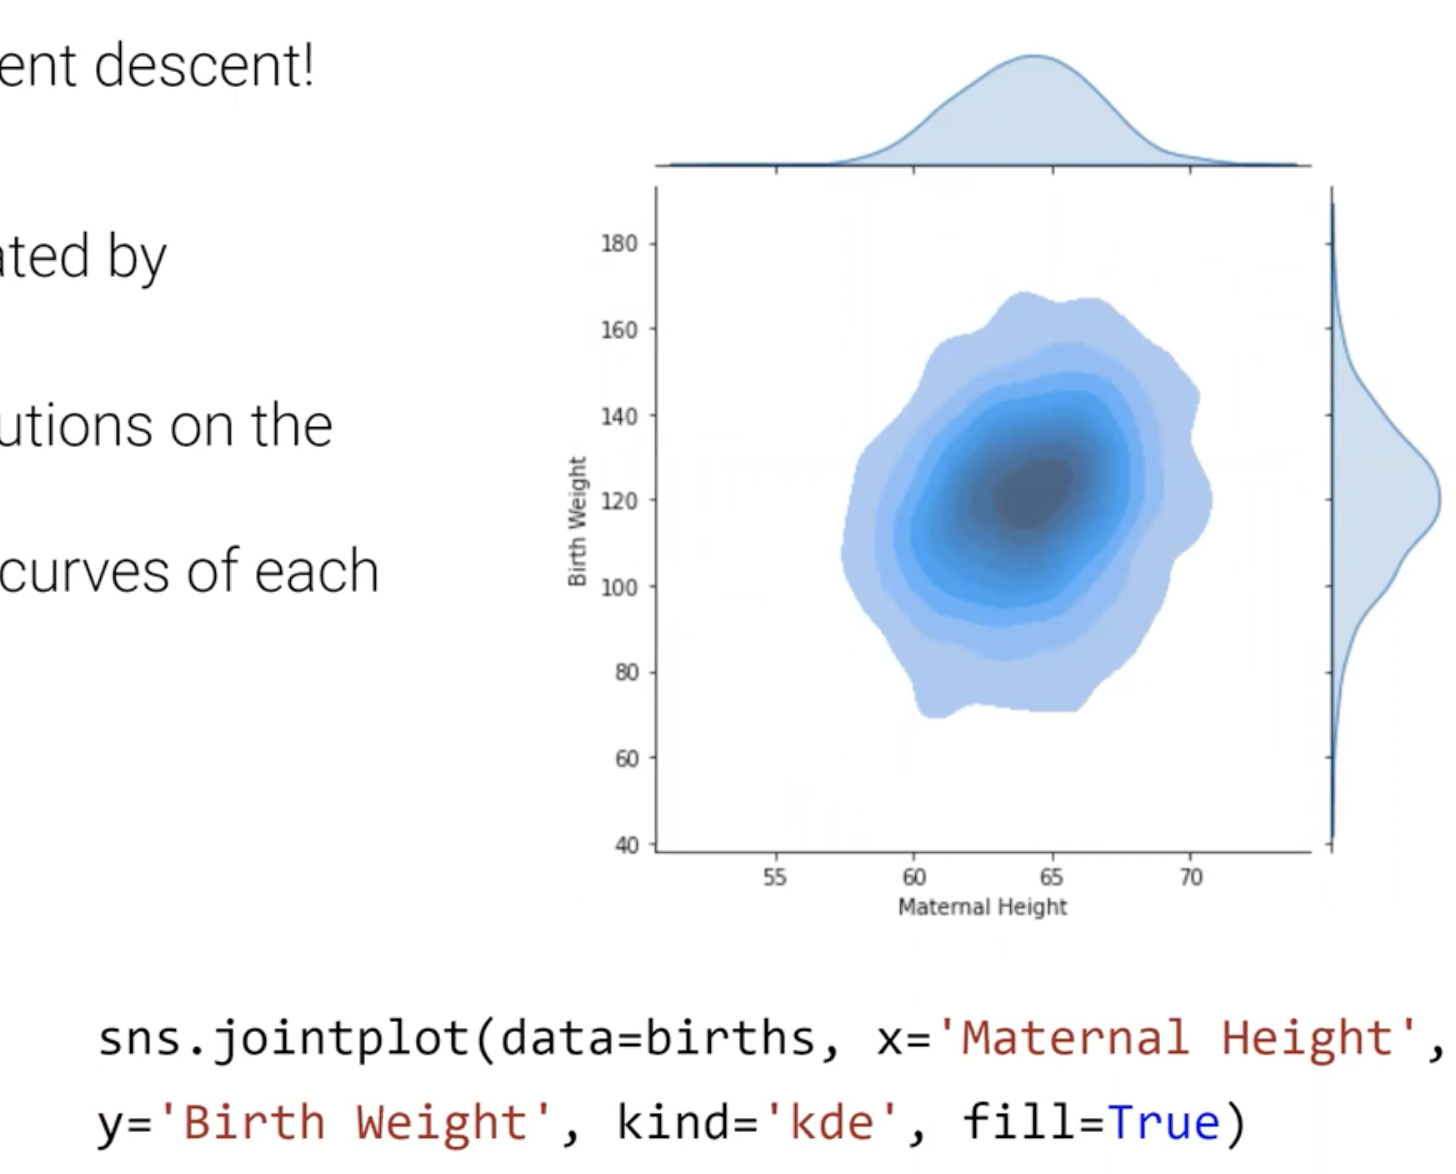 ent descent!
ated by
utions on the
curves of each
180
160
140
120
100
80
60
40
Birth Weight
55 60 65 70
Maternal Height
sns.jointplot(data=births, x='Maternal Height',
y='Birth Weight', kind='kde', fill=True)